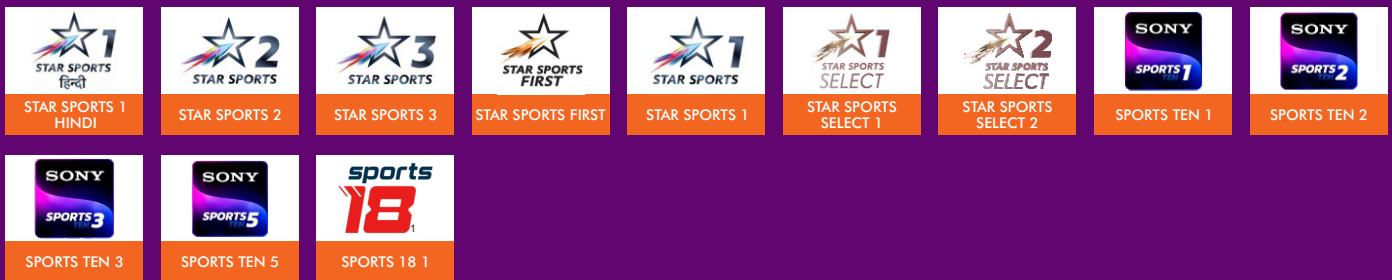 1
STAR SPORTS
हिन्दी
STAR SPORTS 1
HINDI
2
STAR SPORTS
STAR SPORTS 2
3
STAR SPORTS
STAR SPORTS 3
STAR SPORTS
FIRST
STAR SPORTS FIRST
1
STAR SPORTS
STAR SPORTS 1
1
STAR SPORTS
SELECT
STAR SPORTS
SELECT 1
2
STAR SPORTS
SELECT
STAR SPORTS
SELECT 2
SONY
SPORTS TEN 1
SPORTS TEN 1
SONY
SPORTS TEN 2
SPORTS TEN 2
SONY
SPORTS TEN 3
SPORTS TEN 3
SONY
SPORTS TEN 5
SPORTS TEN 5
sports
18
1
SPORTS 18 1